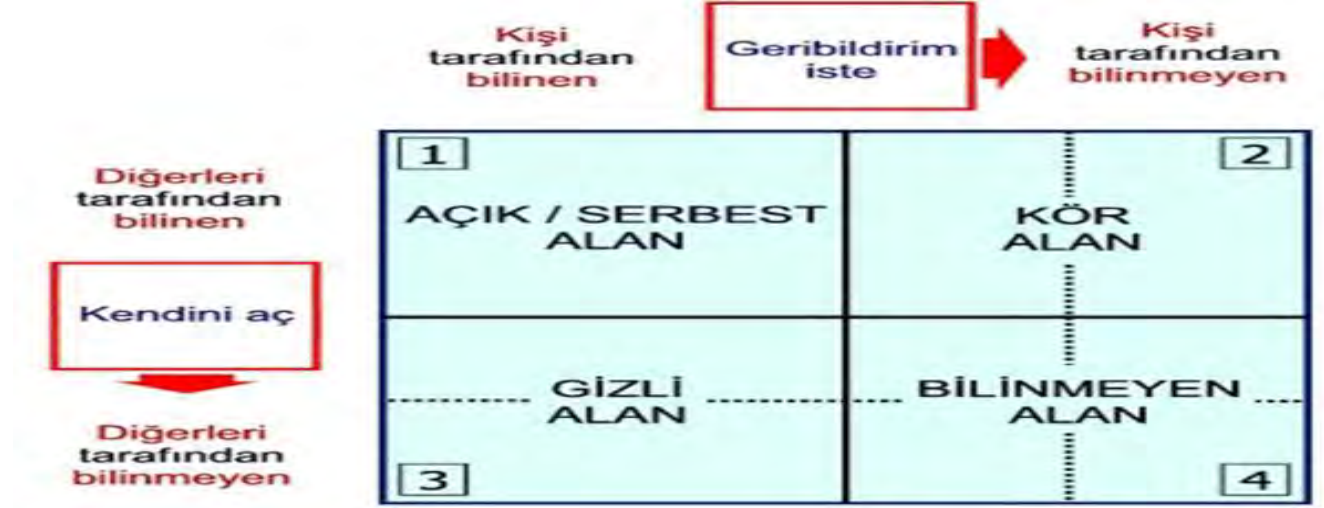 Kişi
tarafından
bilinen
Geribildirim
iste
Kişi
tarafından
bilinmeyen
Diğerleri
tarafından
bilinen
Kendini aç
Diğerleri
tarafından
bilinmeyen
1
AÇIK / SERBEST
ALAN
2
KÖR
ALAN
GİZLİ
ALAN
3
BİLİNMEYEN
ALAN
4